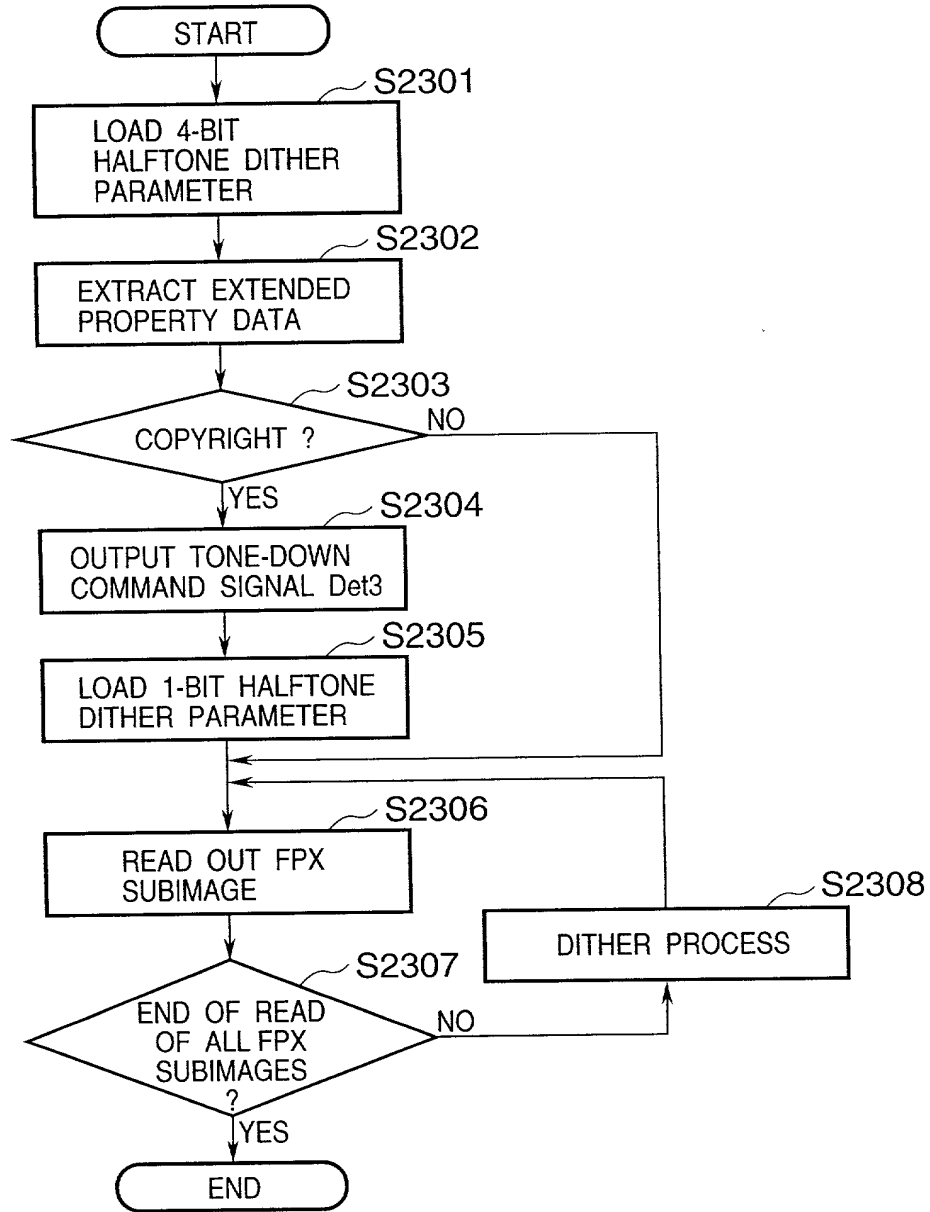 START
S2301
LOAD 4-BIT
HALFTONE DITHER
PARAMETER
S2302
EXTRACT EXTENDED
PROPERTY DATA
S2303
COPYRIGHT ?
NO
YES
S2304
OUTPUT TONE-DOWN
COMMAND SIGNAL Det3
S2305
LOAD 1-BIT HALFTONE
DITHER PARAMETER
S2306
READ OUT FPX
SUBIMAGE
S2308
DITHER PROCESS
S2307
END OF READ
OF ALL FPX
SUBIMAGES
?
NO
YES
END